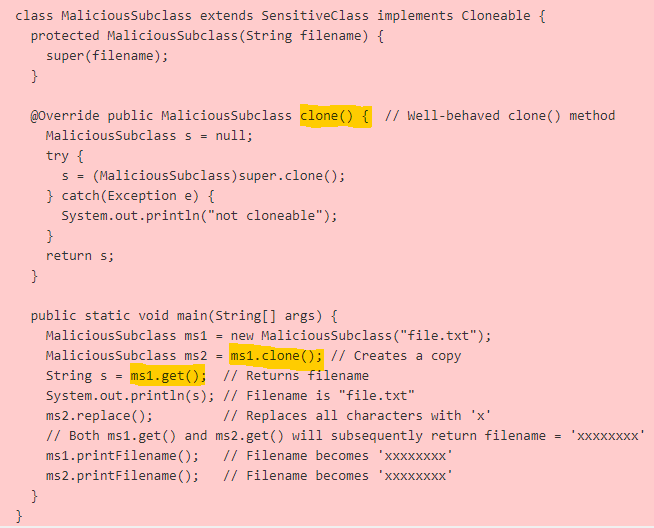 class MaliciousSubclass extends SensitiveClass implements Cloneable {
  protected MaliciousSubclass(String filename) {
    super(filename);
  }

  @Override public MaliciousSubclass clone() {  // Well-behaved clone() method
    MaliciousSubclass s = null;
    try {
      s = (MaliciousSubclass)super.clone();
    } catch(Exception e) {
      System.out.println("not cloneable");
    }
    return s;
  }

  public static void main(String[] args) {
    MaliciousSubclass ms1 = new MaliciousSubclass("file.txt");
    MaliciousSubclass ms2 = ms1.clone(); // Creates a copy
    String s = ms1.get();  // Returns filename
    System.out.println(s); // Filename is "file.txt"
    ms2.replace();         // Replaces all characters with 'x'
    // Both ms1.get() and ms2.get() will subsequently return filename = 'xxxxxxxx'
    ms1.printFilename();   // Filename becomes 'xxxxxxxx'
    ms2.printFilename();   // Filename becomes 'xxxxxxxx'
  }
}